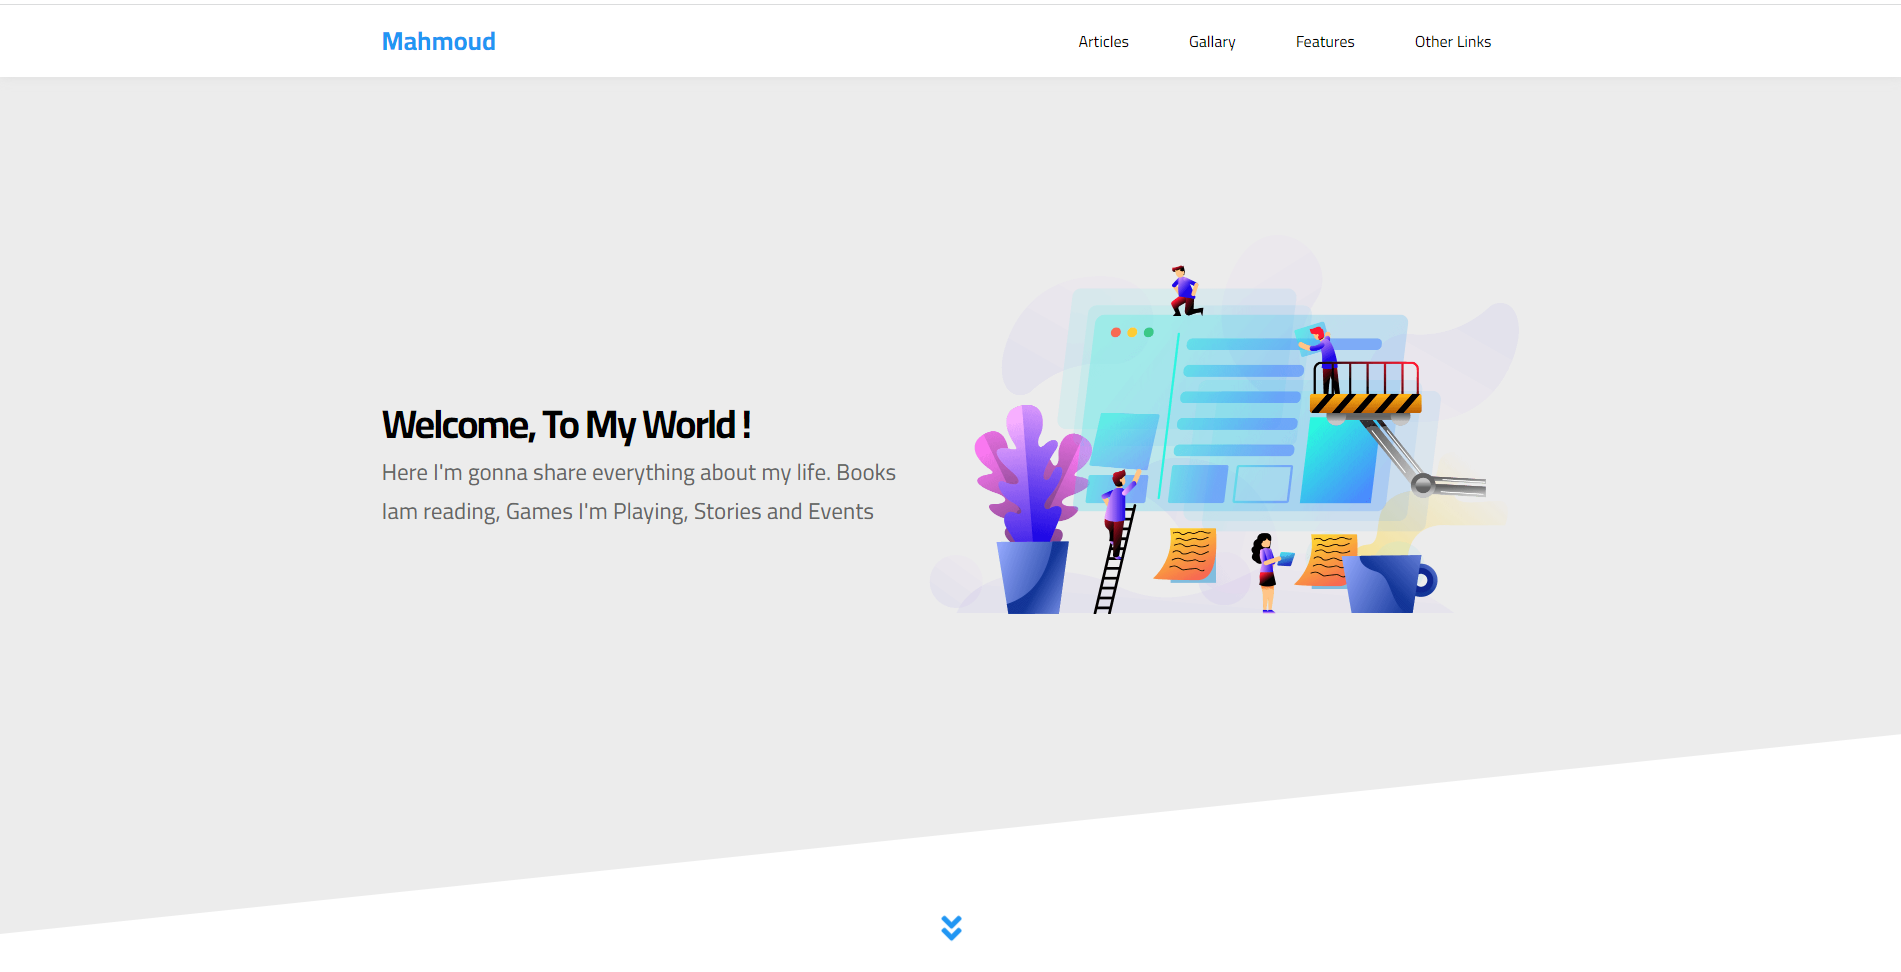 Mahmoud
Articles
Gallary
Features
Other Links
Welcome, To My World !
Here I'm gonna share everything about my life. Books
Iam reading, Games I'm Playing, Stories and Events